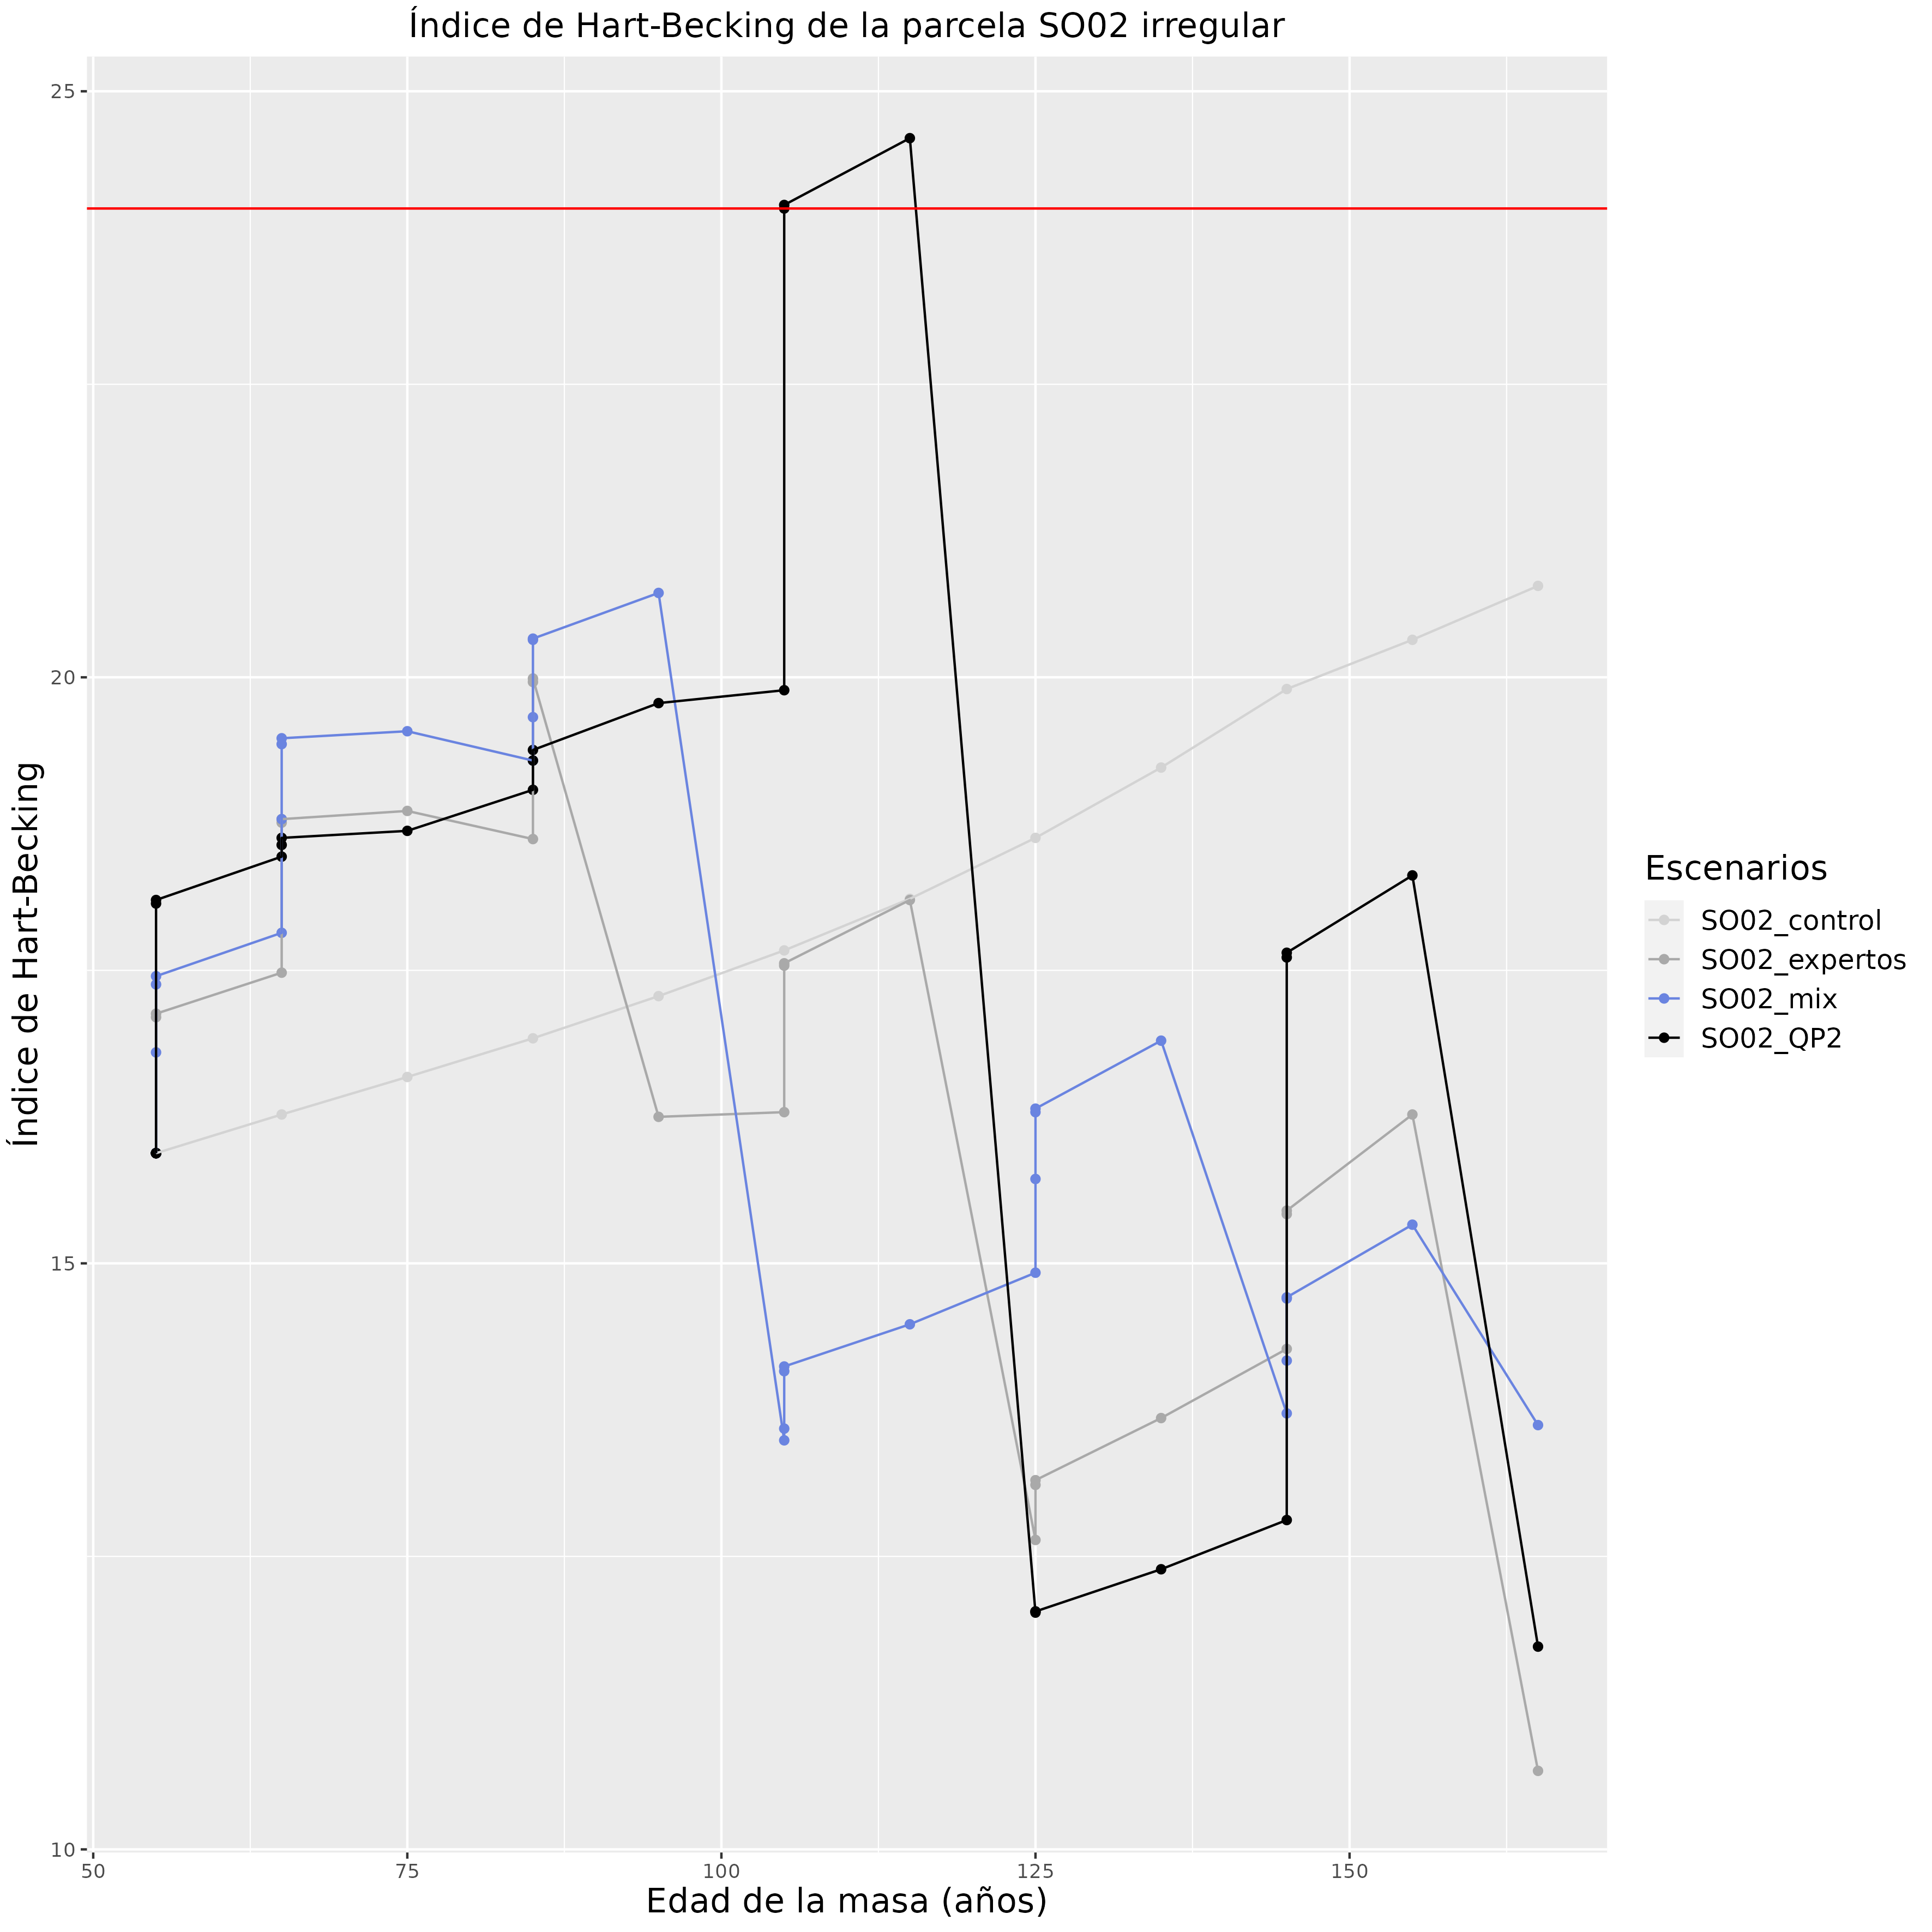 Índice de Hart-Becking de la parcela SO02 irregular
Índice de Hart-Becking
25
20
15
10
50
75
100
125
150
Edad de la masa (años)
Escenarios
SO02_control
SO02_expertos
SO02_mix
SO02_QP2